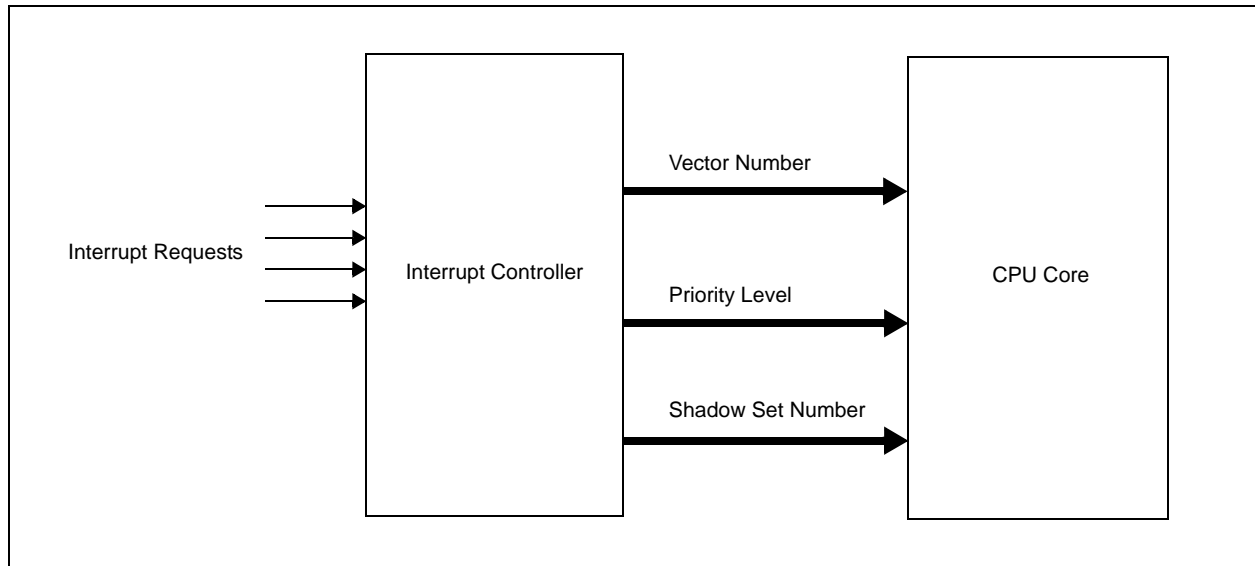 Interrupt Requests
Interrupt Controller
Vector Number
Priority Level
Shadow Set Number
CPU Core